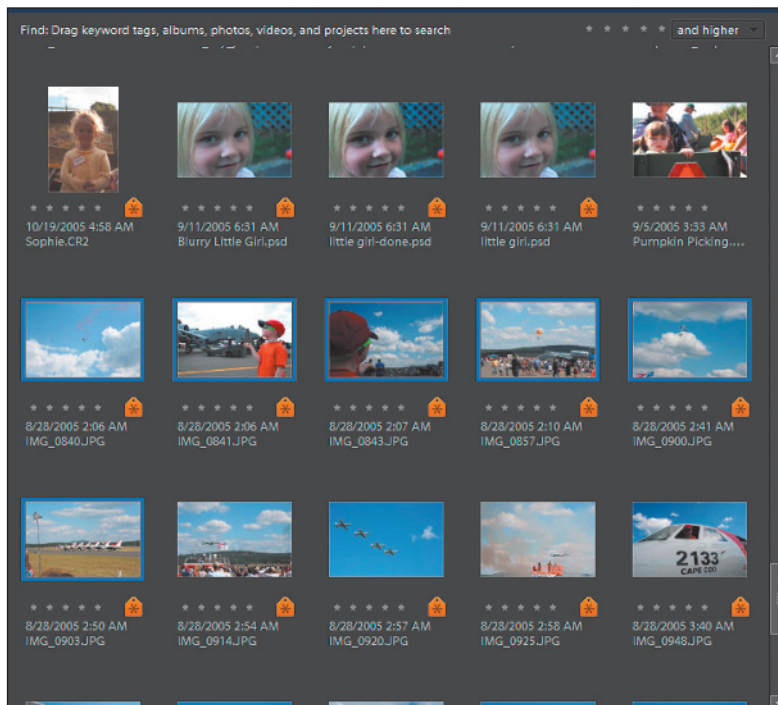 Find: Drag keyword tags, albums, photos, videos, and projects here to search
and higher
10/19/2005 4:58 AM
Sophie.CR2
9/11/2005 6:31 AM
Blurry Little Girl.psd
9/11/2005 6:31 AM
little girl-done.psd
9/11/2005 6:31 AM
little girl.psd
9/5/2005 3:33 AM
Pumpkin Picking....
8/28/2005 2:06 AM
IMG_0840.JPG
8/28/2005 2:06 AM
IMG_0841.JPG
8/28/2005 2:07 AM
IMG_0843.JPG
8/28/2005 2:10 AM
IMG_0857.JPG
8/28/2005 2:41 AM
IMG_0900.JPG
8/28/2005 2:50 AM
IMG_0903.JPG
8/28/2005 2:54 AM
IMG_0914.JPG
8/28/2005 2:57 AM
IMG_0920.JPG
8/28/2005 2:58 AM
IMG_0925.JPG
2133
CAPE COD
8/28/2005 3:40 AM
IMG_0948.JPG